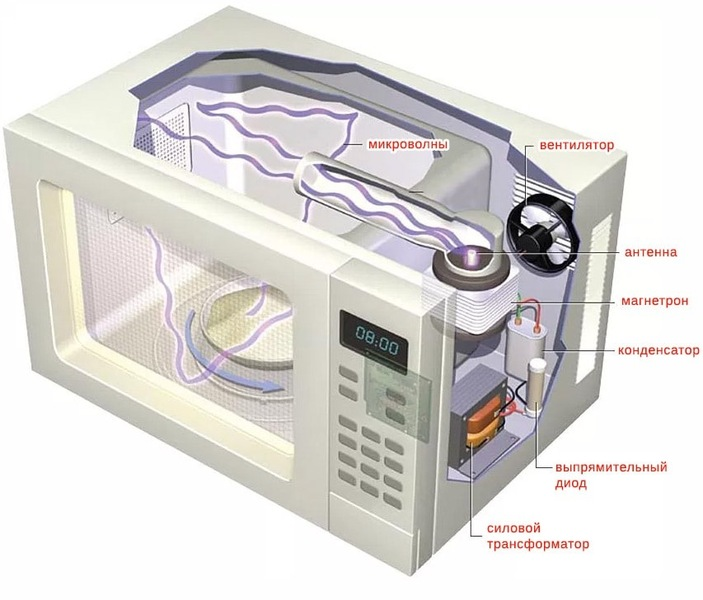 микроволны
вентилятор
антенна
магнетрон
конденсатор
08:00
выпрямительный
диод
силовой
трансформатор